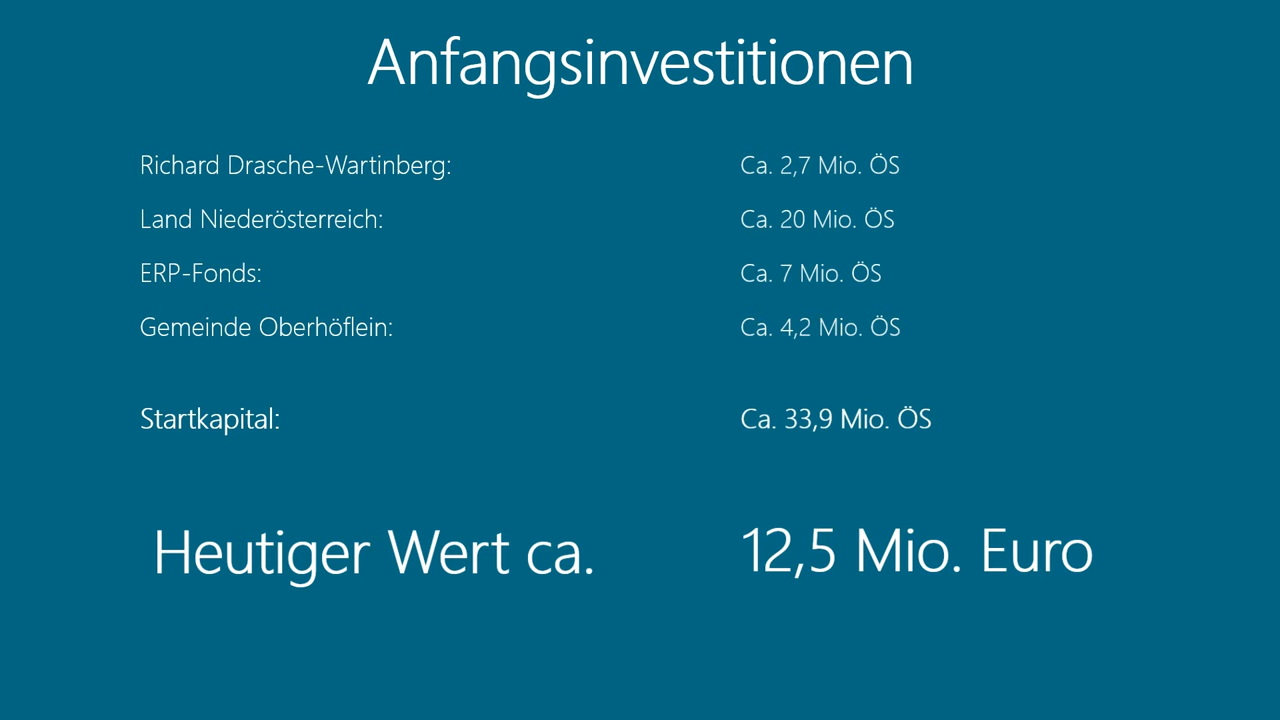 Anfangsinvestitionen
Richard Drasche-Wartinberg: Ca. 2,7 Mio. ÖS
Land Niederösterreich: Ca. 20 Mio. ÖS
ERP-Fonds: Ca. 7 Mio. ÖS
Gemeinde Oberhöflein: Ca. 4,2 Mio. ÖS
Startkapital: Ca. 33,9 Mio. ÖS
Heutiger Wert ca. 12,5 Mio. Euro